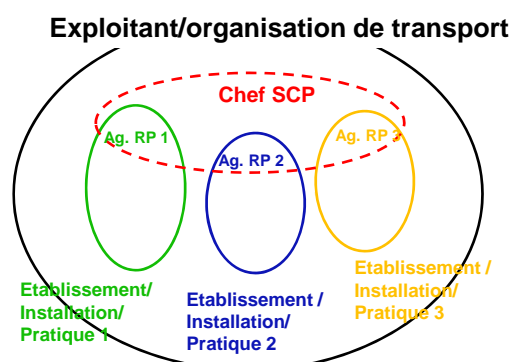 Exploitant/organisation de transport
Chef SCP
Ag. RP 1
Ag. RP 2
Ag. RP 3
Etablissement/
Installation/
Pratique 1
Etablissement /
Installation/
Pratique 2
Etablissement /
Installation/
Pratique 3